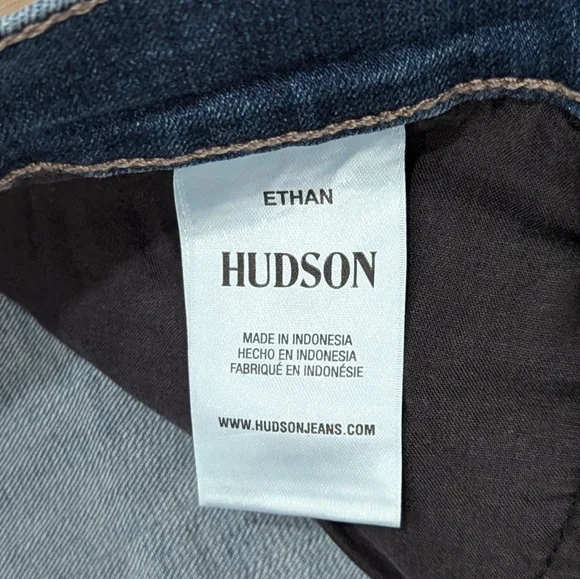 ETHAN
HUDSON
MADE IN INDONESIA
HECHO EN INDONESIA
FABRIQUÉ EN INDONÉSIE
WWW.HUDSONJEANS.COM